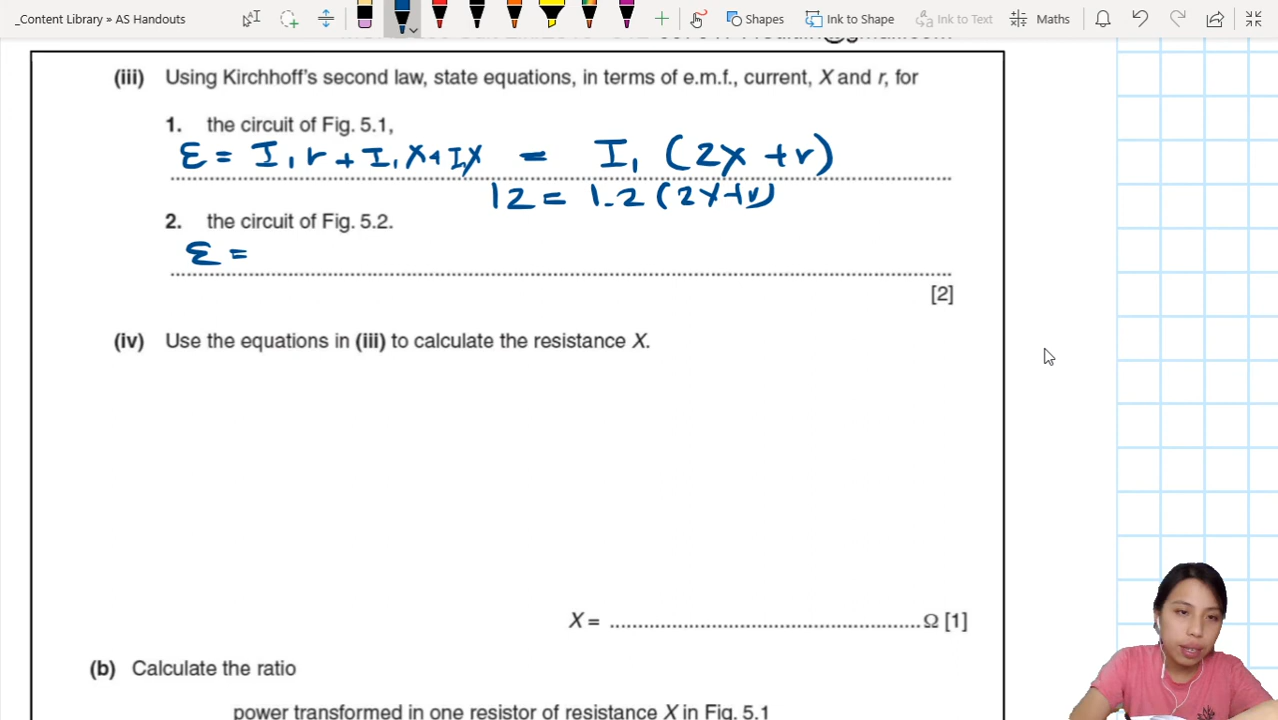 _Content Library » AS Handouts
Shapes Ink to Shape Ink to Text Maths
(iii) Using Kirchhoff's second law, state equations, in terms of e.m.f., current, X and r, for
1. the circuit of Fig. 5.1,
Ɛ = I₁ r + I₁ X + I₁X = I₁ (2X + r)
12 = 1.2 (2X+r)
2. the circuit of Fig. 5.2.
Ɛ =
[2]
(iv) Use the equations in (iii) to calculate the resistance X.
X = ........................................................ Ω [1]
(b) Calculate the ratio
power transformed in one resistor of resistance X in Fig. 5.1